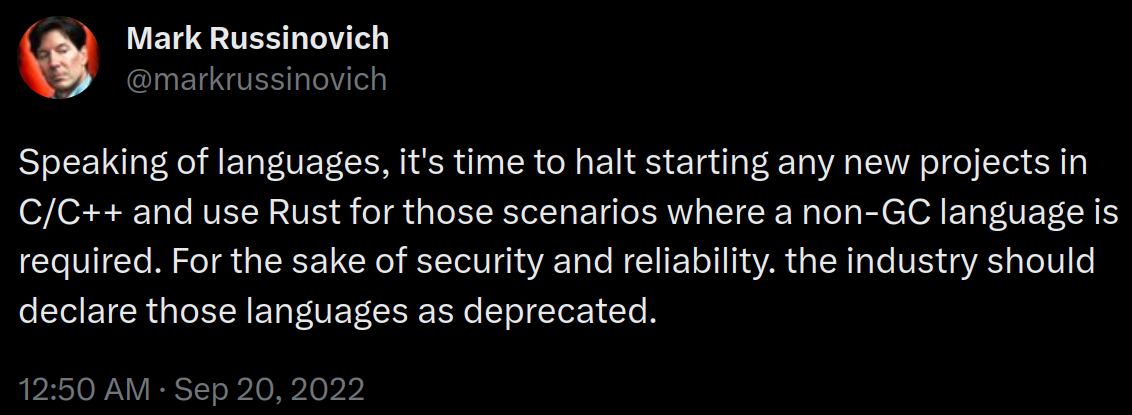 Mark Russinovich
@markrussinovich
Speaking of languages, it's time to halt starting any new projects in
C/C++ and use Rust for those scenarios where a non-GC language is
required. For the sake of security and reliability. the industry should
declare those languages as deprecated.
12:50 AM · Sep 20, 2022